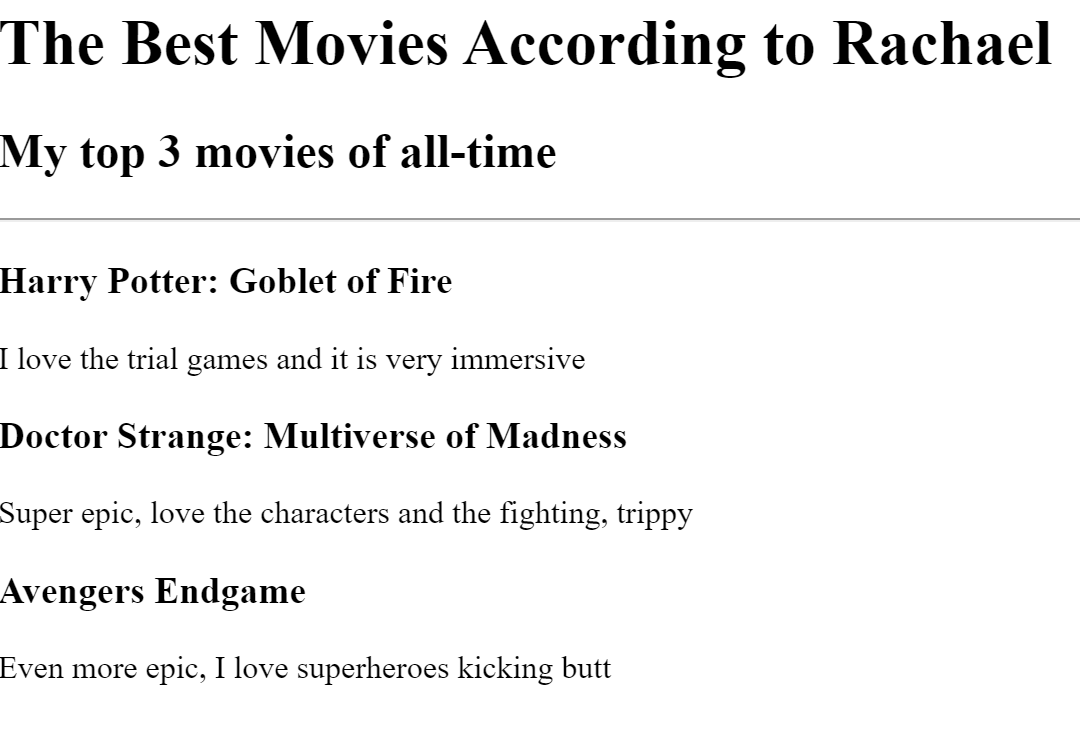 The Best Movies According to Rachael
My top 3 movies of all-time
Harry Potter: Goblet of Fire
I love the trial games and it is very immersive
Doctor Strange: Multiverse of Madness
Super epic, love the characters and the fighting, trippy
Avengers Endgame
Even more epic, I love superheroes kicking butt